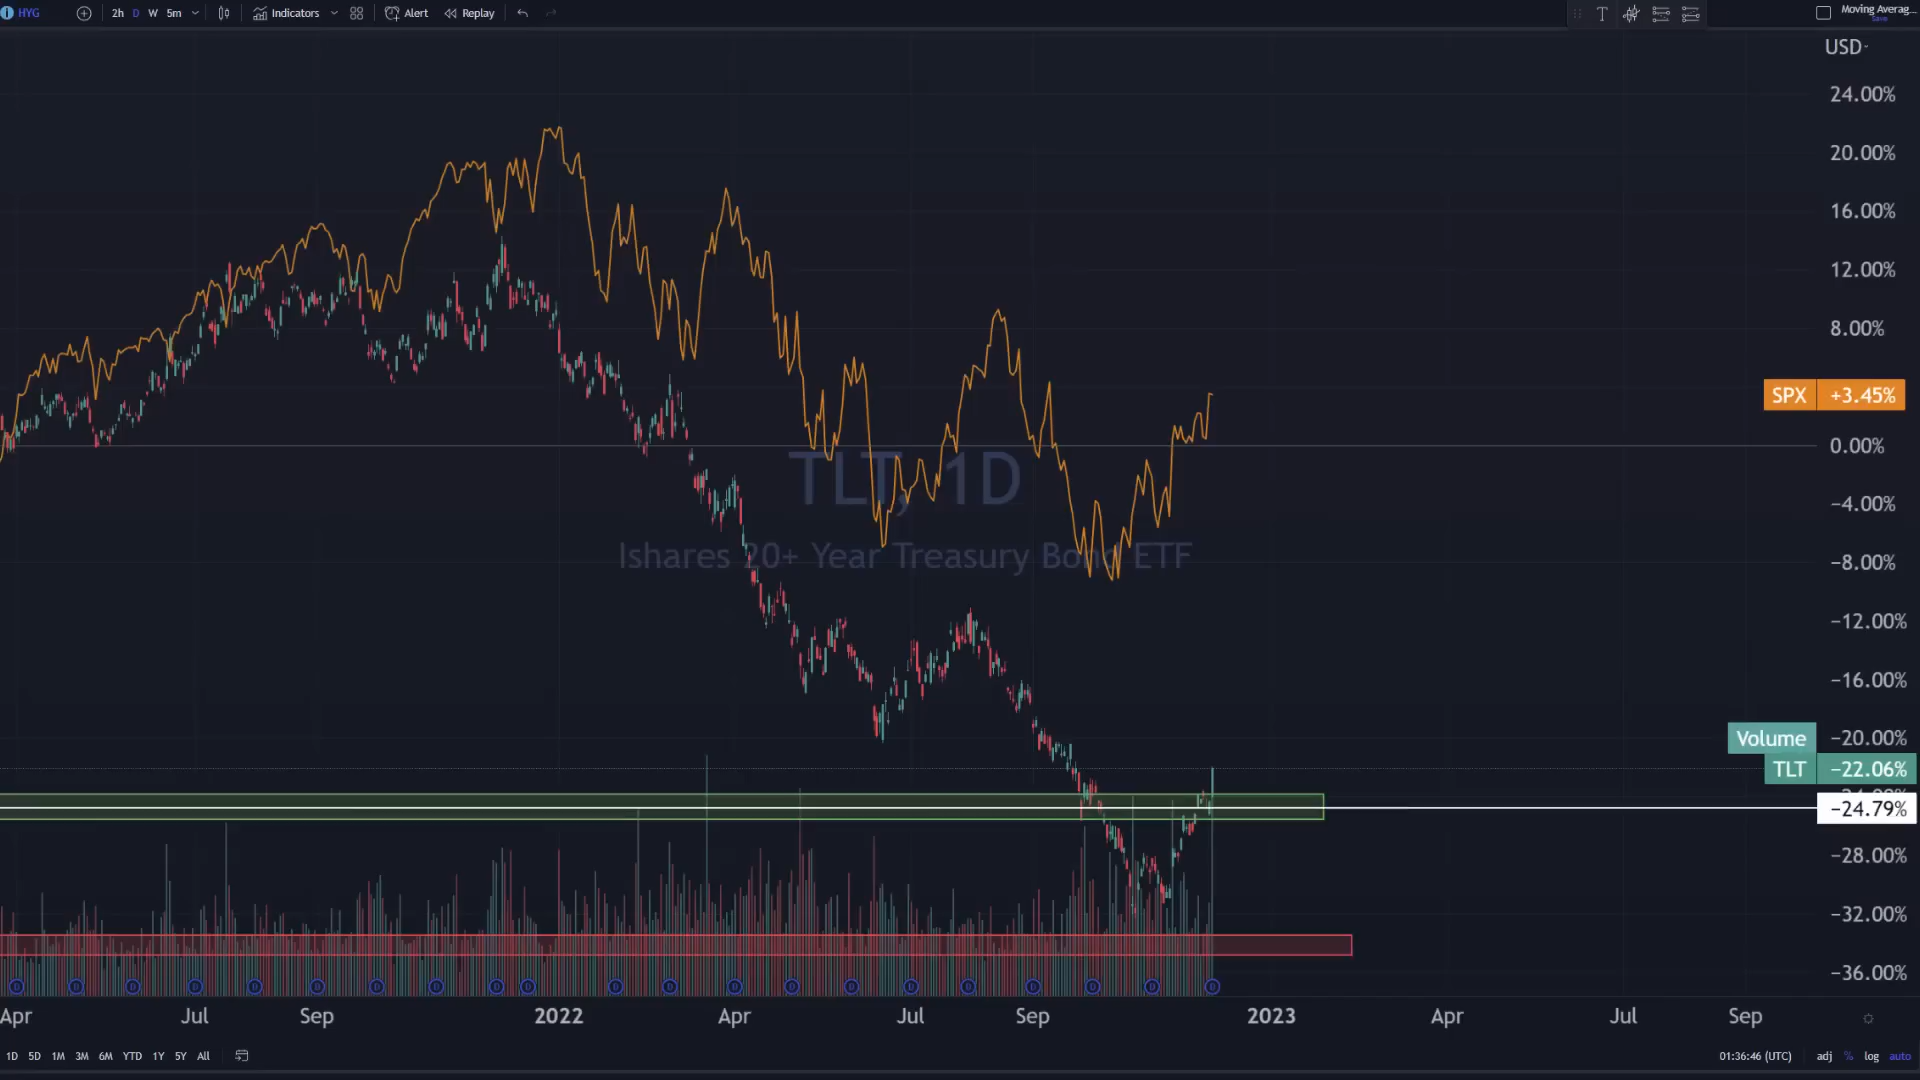 HYG 2h D W 5m Indicators Alert Replay T Moving Averag...
Save
USD
24.00%
20.00%
16.00%
12.00%
8.00%
SPX +3.45%
0.00%
TLT, 1D
-4.00%
Ishares 20+ Year Treasury Bond ETF
-8.00%
-12.00%
-16.00%
Volume -20.00%
TLT -22.06%
-24.79%
-28.00%
-32.00%
-36.00%
D D D D D D D D D D D D D D D D D D D D D
Apr Jul Sep 2022 Apr Jul Sep 2023 Apr Jul Sep
1D 5D 1M 3M 6M YTD 1Y 5Y All 01:36:46 (UTC) adj % log auto